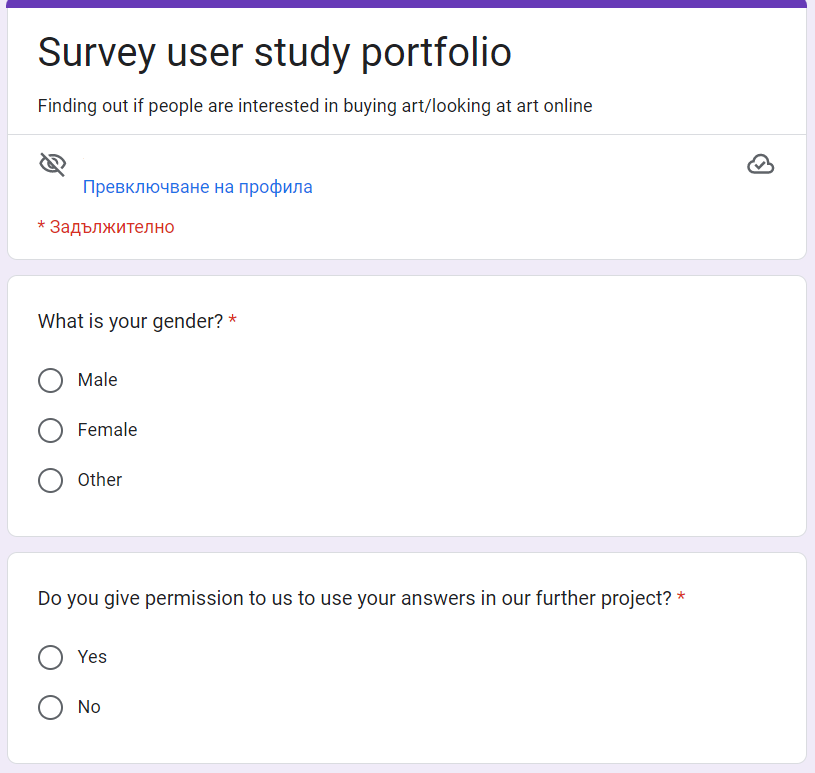 Survey user study portfolio
Finding out if people are interested in buying art/looking at art online
Превключване на профила
* Задължително
What is your gender? *
Male
Female
Other
Do you give permission to us to use your answers in our further project? *
Yes
No